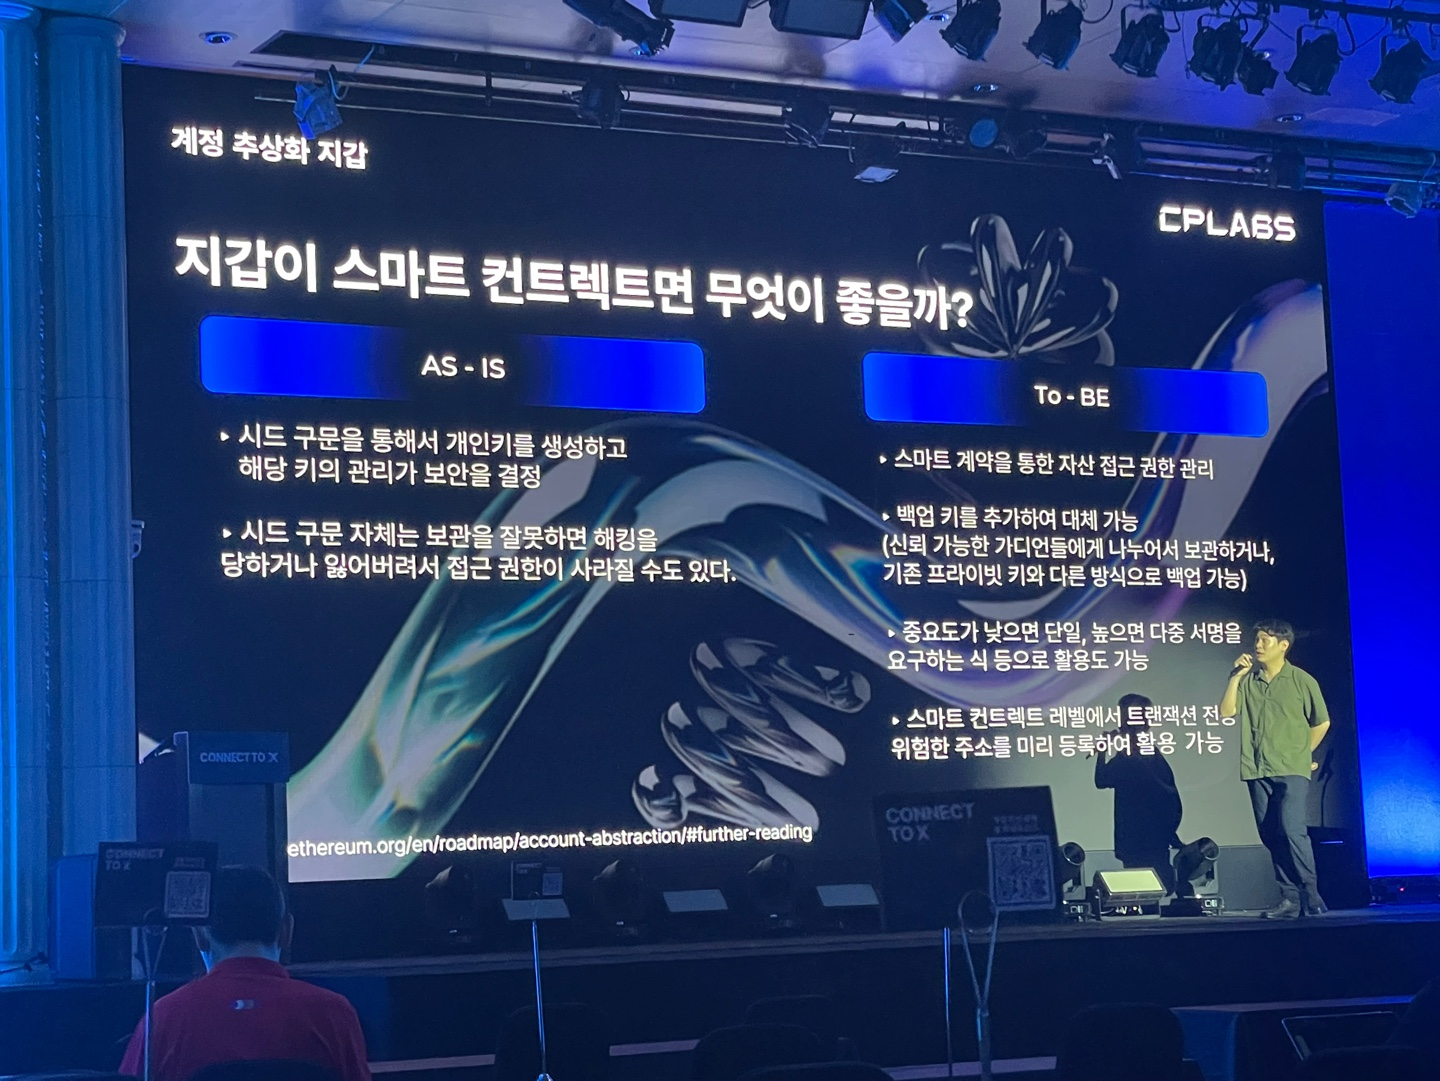 계정 추상화 지갑
CPLABS
지갑이 스마트 컨트렉트면 무엇이 좋을까?
AS - IS
▸ 시드 구문을 통해서 개인키를 생성하고
해당 키의 관리가 보안을 결정
▸ 시드 구문 자체는 보관을 잘못하면 해킹을
당하거나 잃어버려서 접근 권한이 사라질 수도 있다.
To - BE
▸ 스마트 계약을 통한 자산 접근 권한 관리
▸ 백업 키를 추가하여 대체 가능
(신뢰 가능한 가디언들에게 나누어서 보관하거나,
기존 프라이빗 키와 다른 방식으로 백업 가능)
▸ 중요도가 낮으면 단일, 높으면 다중 서명을
요구하는 식 등으로 활용도 가능
▸ 스마트 컨트렉트 레벨에서 트랜잭션 전송
위험한 주소를 미리 등록하여 활용 가능
ethereum.org/en/roadmap/account-abstraction/#further-reading
CONNECT TO X
CONNECT
TO X
CONNECT
TO X